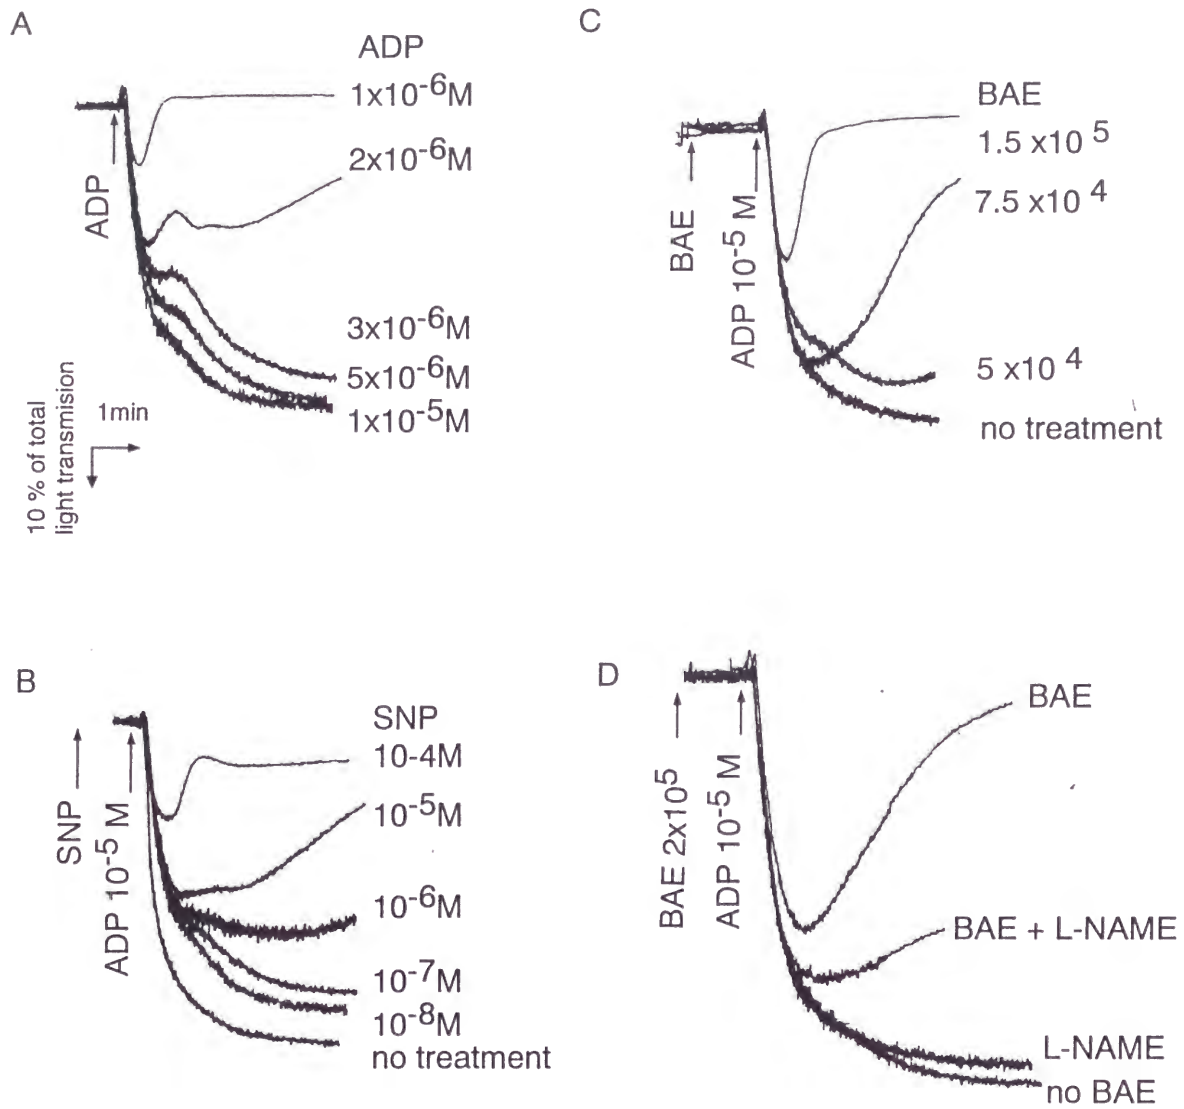 A
ADP
1x10-6M
2x10-6M
ADP
3x10-6M
5x10-6M
1x10-5M
1min
10 % of total
light transmision
B
SNP
10-4M
10-5M
10-6M
10-7M
10-8M
no treatment
SNP
ADP 10-5 M
C
BAE
1.5 x10 5
7.5 x10 4
5 x10 4
no treatment
BAE
ADP 10-5 M
D
BAE
BAE + L-NAME
L-NAME
no BAE
BAE 2x105
ADP 10-5 M